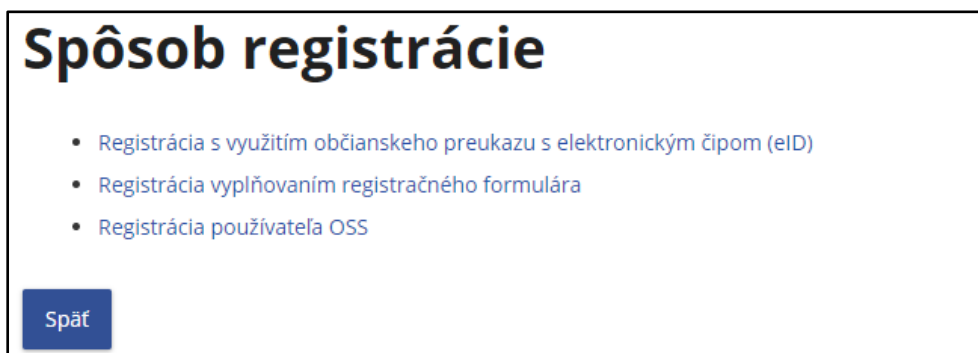 Spôsob registrácie
Registrácia s využitím občianskeho preukazu s elektronickým čipom (eID)
Registrácia vyplňovaním registračného formulára
Registrácia používateľa OSS
Späť